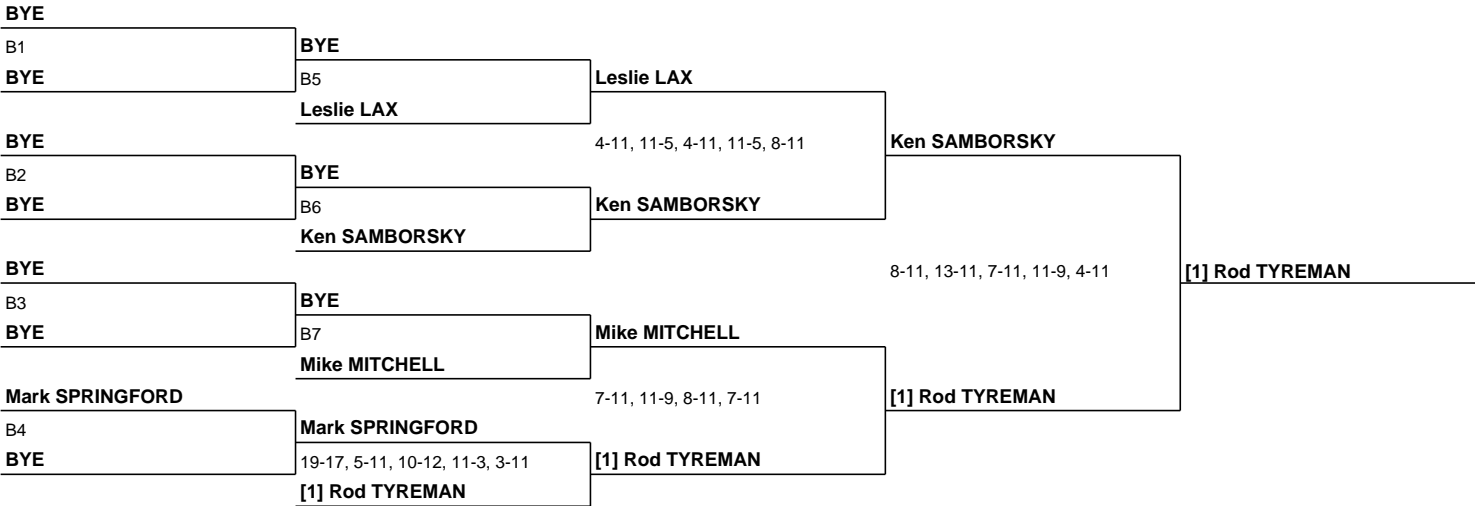 BYE
B1
BYE
BYE
B2
BYE
BYE
B3
BYE
Mark SPRINGFORD
B4
BYE
BYE
B5
Leslie LAX
BYE
B6
Ken SAMBORSKY
BYE
B7
Mike MITCHELL
Mark SPRINGFORD
19-17, 5-11, 10-12, 11-3, 3-11
[1] Rod TYREMAN
Leslie LAX
4-11, 11-5, 4-11, 11-5, 8-11
Ken SAMBORSKY
Mike MITCHELL
7-11, 11-9, 8-11, 7-11
[1] Rod TYREMAN
Ken SAMBORSKY
8-11, 13-11, 7-11, 11-9, 4-11
[1] Rod TYREMAN
[1] Rod TYREMAN